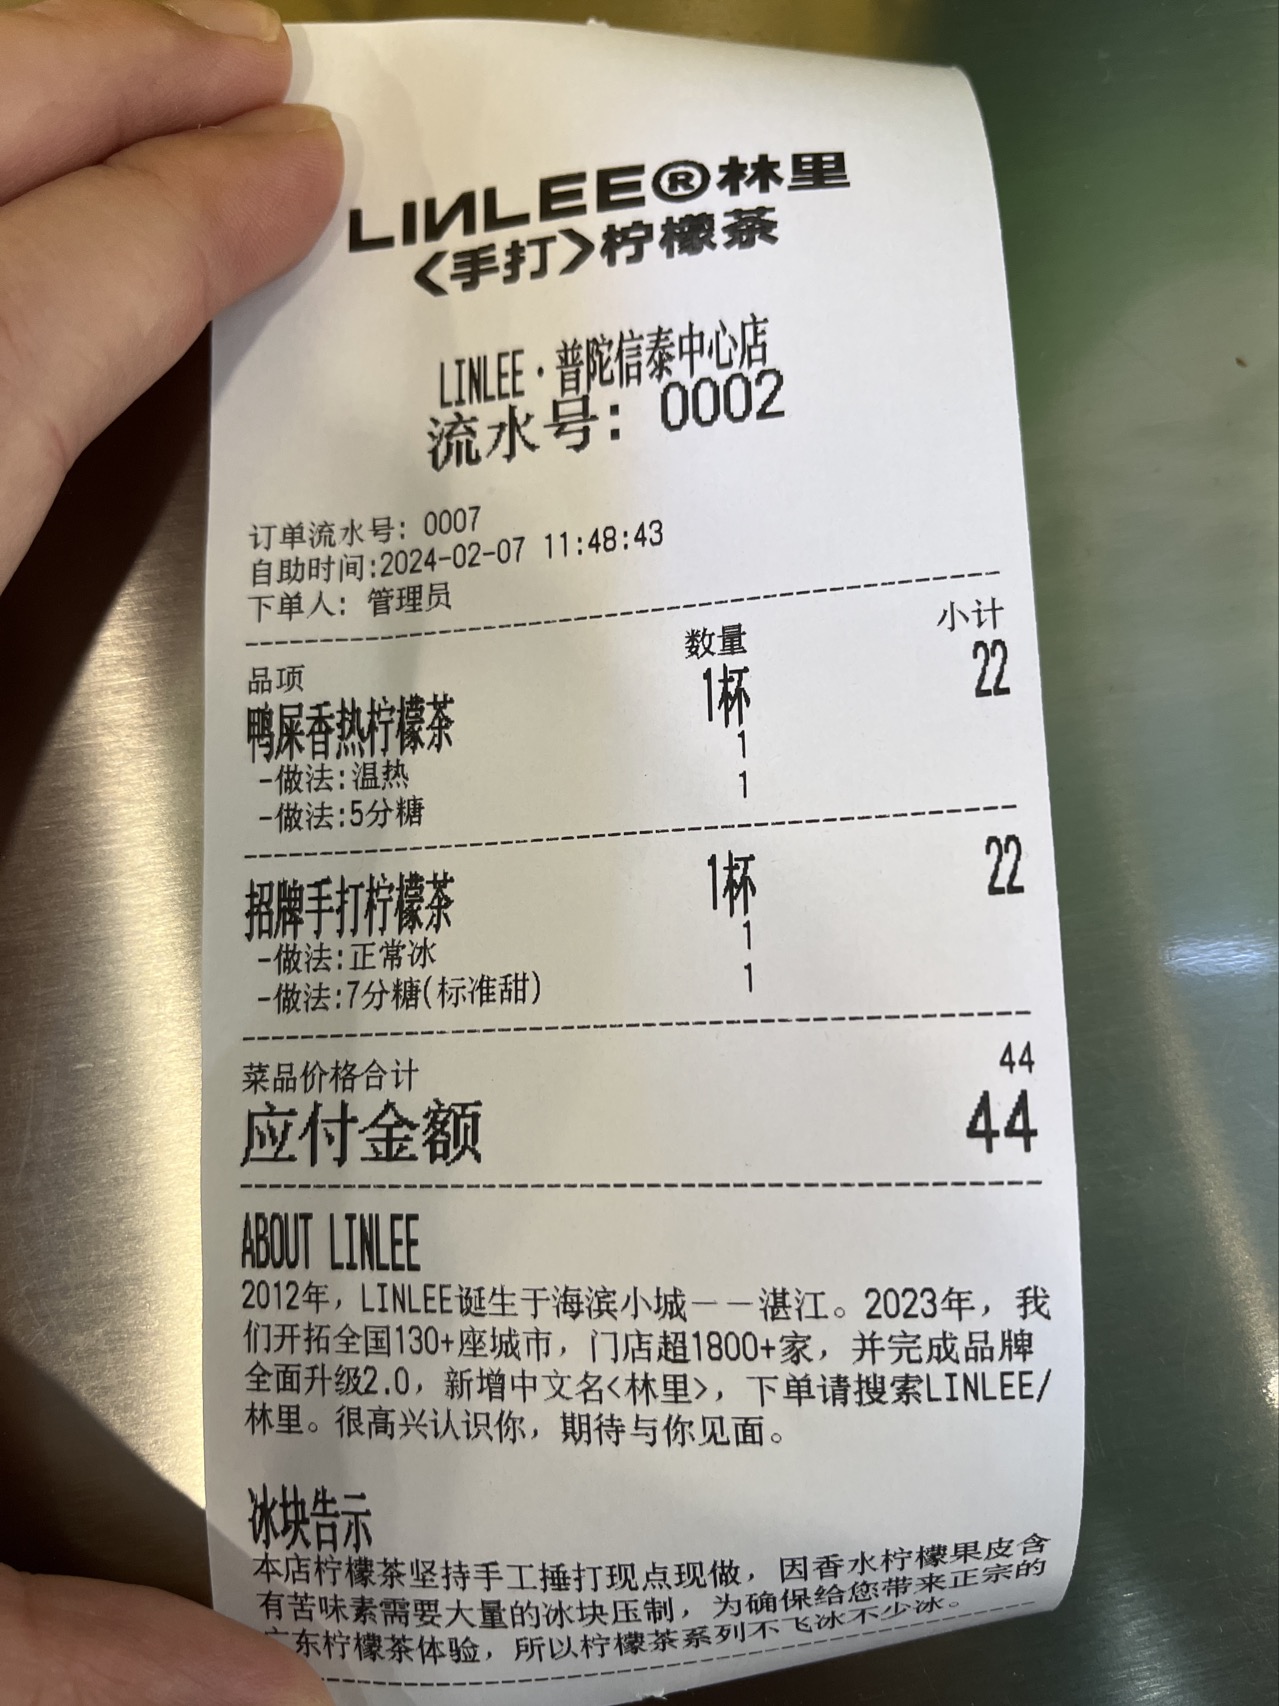 LINLEE®林里
<手打>柠檬茶
LINLEE·普陀信泰中心店
流水号: 0002
订单流水号: 0007
自助时间:2024-02-07 11:48:43
下单人: 管理员
品项 数量 小计
鸭屎香热柠檬茶 1杯 22
-做法:温热 1
-做法:5分糖 1
招牌手打柠檬茶 1杯 22
-做法:正常冰 1
-做法:7分糖(标准甜) 1
菜品价格合计 44
应付金额 44
ABOUT LINLEE
2012年，LINLEE诞生于海滨小城——湛江。2023年，我
们开拓全国130+座城市，门店超1800+家，并完成品牌
全面升级2.0，新增中文名<林里>，下单请搜索LINLEE/
林里。很高兴认识你，期待与你见面。
冰块告示
本店柠檬茶坚持手工捶打现点现做，因香水柠檬果皮含
有苦味素需要大量的冰块压制，为确保给您带来正宗的
广东柠檬茶体验，所以柠檬茶系列不飞冰不少冰。